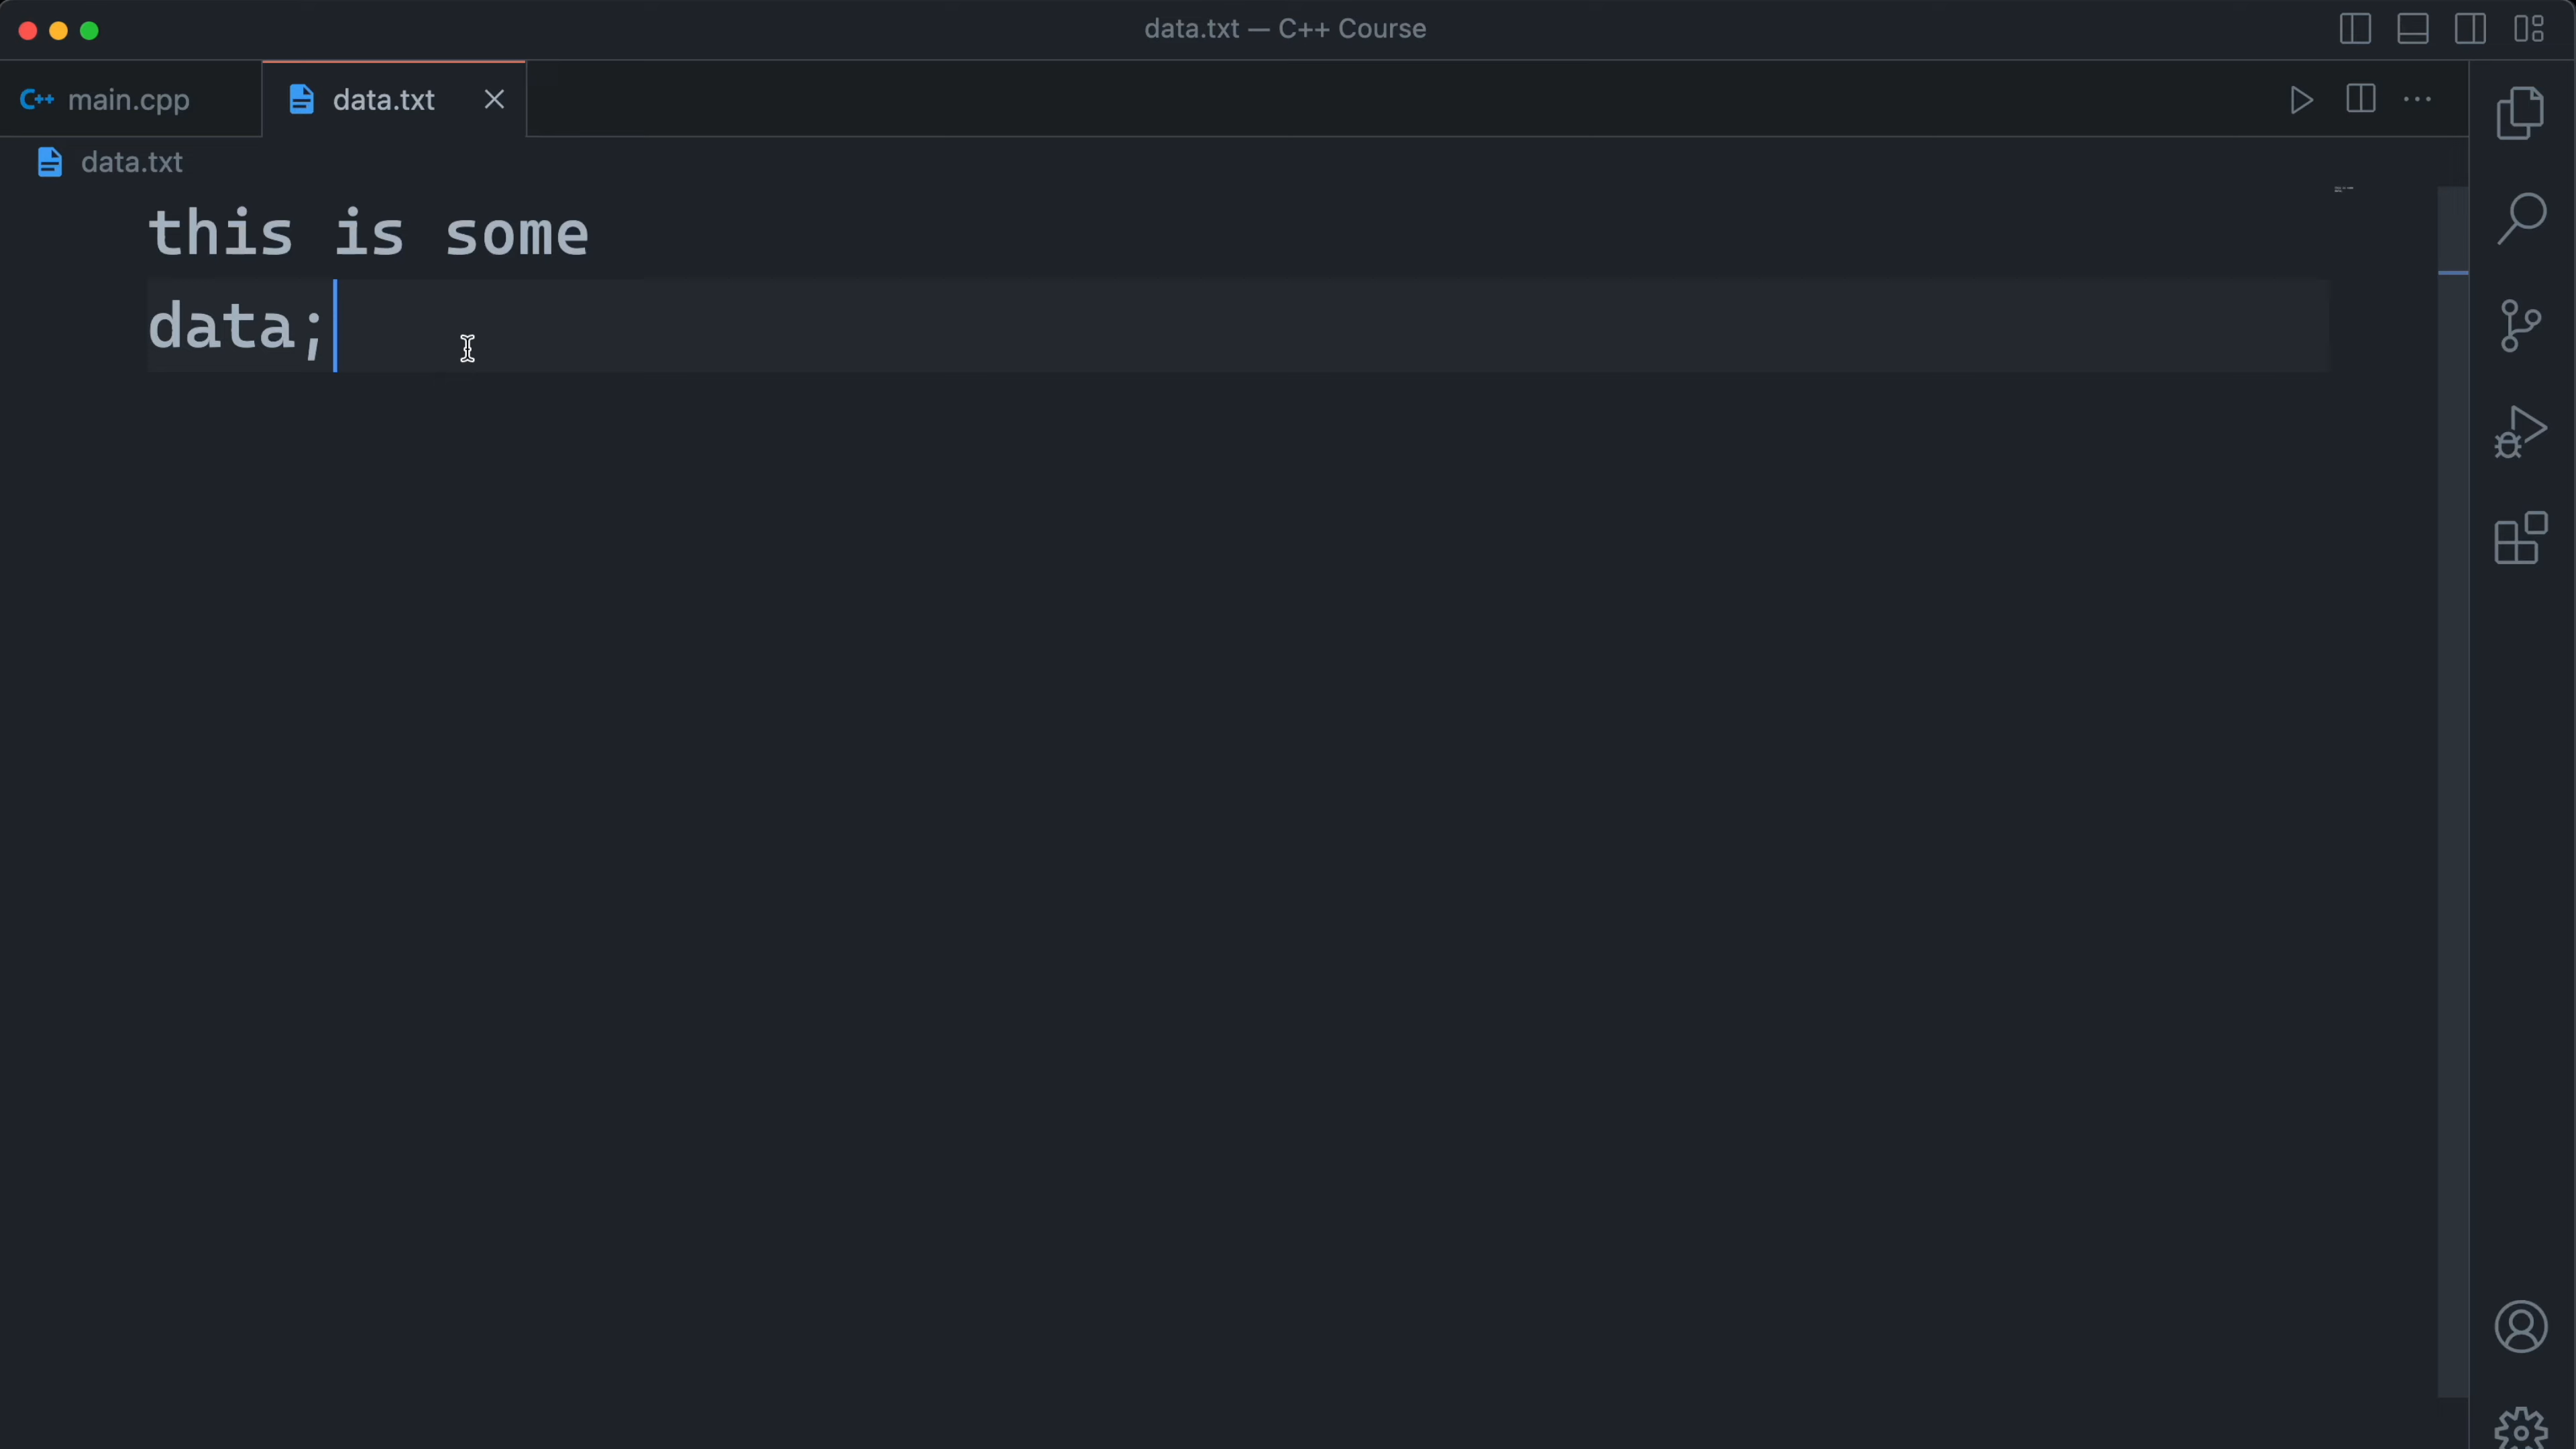 data.txt — C++ Course
C++ main.cpp
data.txt
data.txt
this is some
data;